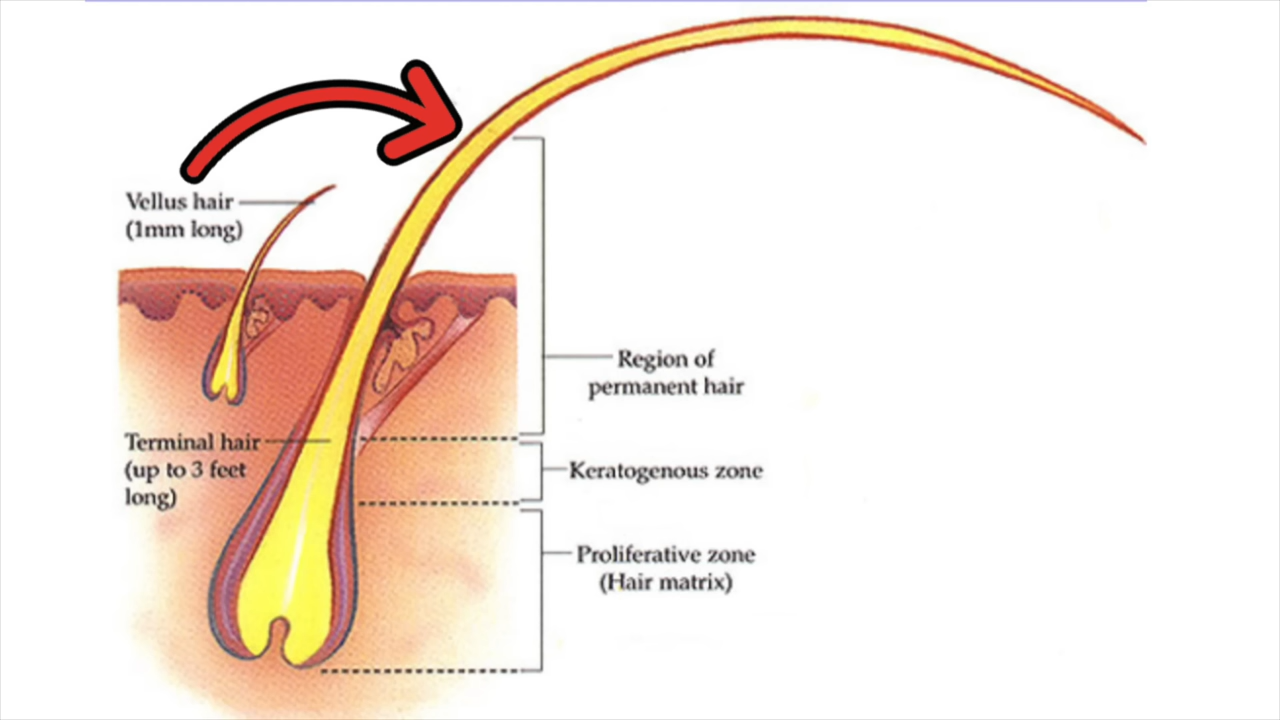 Vellus hair
(1mm long)
Region of
permanent hair
Terminal hair
(up to 3 feet
long)
Keratogenous zone
Proliferative zone
(Hair matrix)